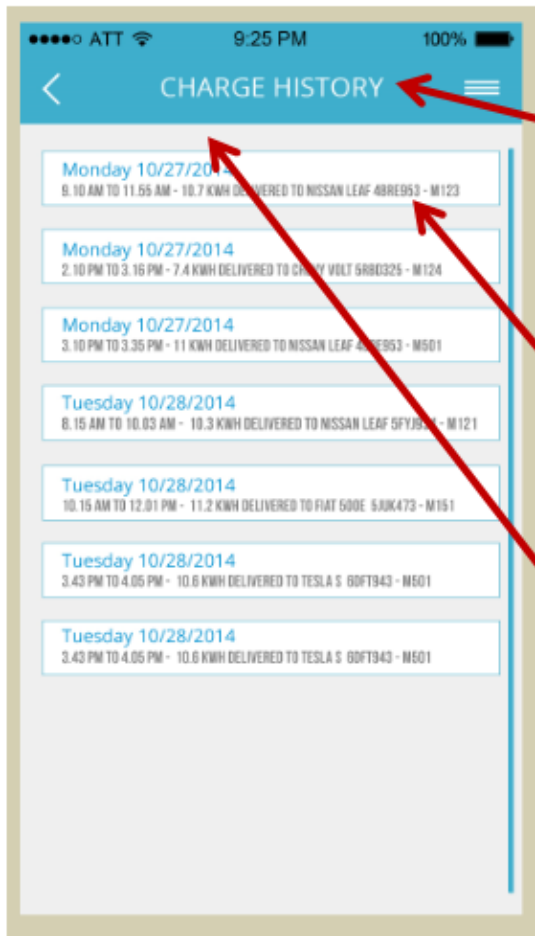 ATT 9:25 PM 100%
CHARGE HISTORY
Monday 10/27/2014
9.10 AM TO 11.55 AM - 10.7 KWH DELIVERED TO NISSAN LEAF 4BRE953 - M123
Monday 10/27/2014
2.10 PM TO 3.16 PM - 7.4 KWH DELIVERED TO CHEVY VOLT 5RBD325 - M124
Monday 10/27/2014
3.10 PM TO 3.35 PM - 11 KWH DELIVERED TO NISSAN LEAF - M501
Tuesday 10/28/2014
8.15 AM TO 10.03 AM - 10.3 KWH DELIVERED TO NISSAN LEAF - M121
Tuesday 10/28/2014
10.15 AM TO 12.01 PM - 11.2 KWH DELIVERED TO FIAT 500E 5JUK473 - M151
Tuesday 10/28/2014
3.43 PM TO 4.05 PM - 10.6 KWH DELIVERED TO TESLA S 6DFT943 - M501
Tuesday 10/28/2014
3.43 PM TO 4.05 PM - 10.6 KWH DELIVERED TO TESLA S 6DFT943 - M501